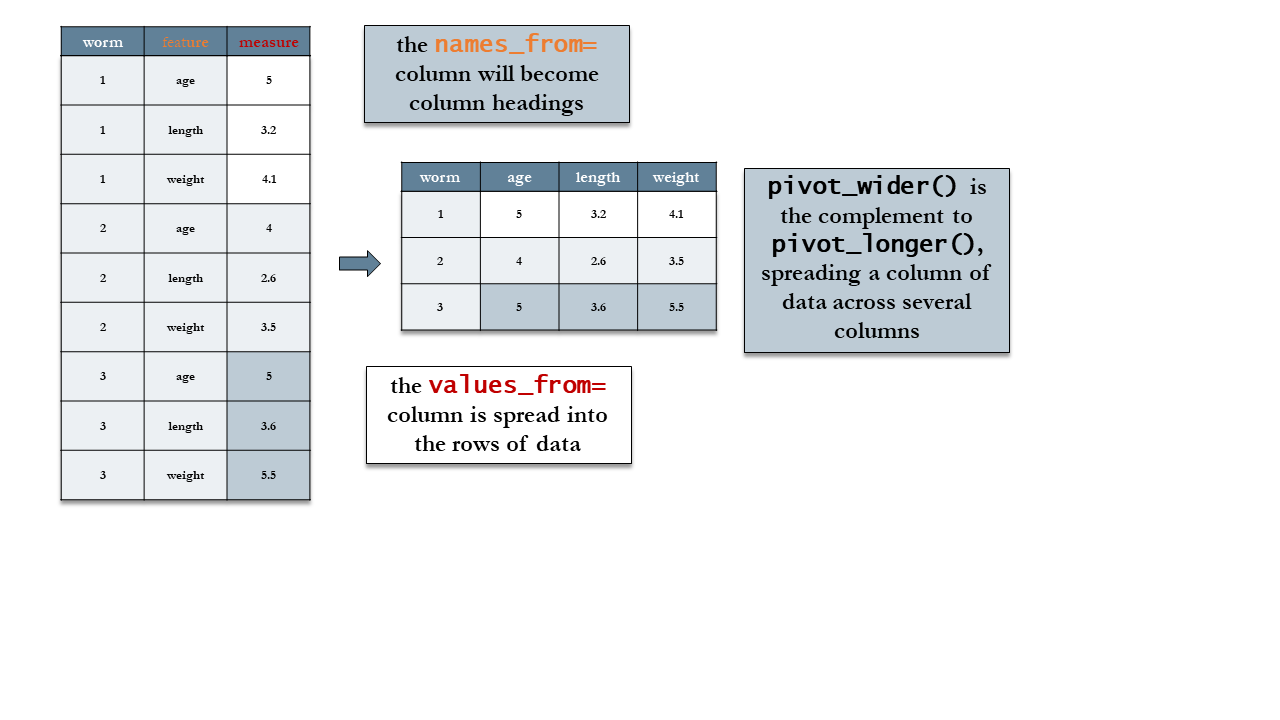 worm feature measure
1 age 5
1 length 3.2
1 weight 4.1
2 age 4
2 length 2.6
2 weight 3.5
3 age 5
3 length 3.6
3 weight 5.5
the names_from=
column will become
column headings
worm age length weight
1 5 3.2 4.1
2 4 2.6 3.5
3 5 3.6 5.5
the values_from=
column is spread into
the rows of data
pivot_wider() is
the complement to
pivot_longer(),
spreading a column of
data across several
columns